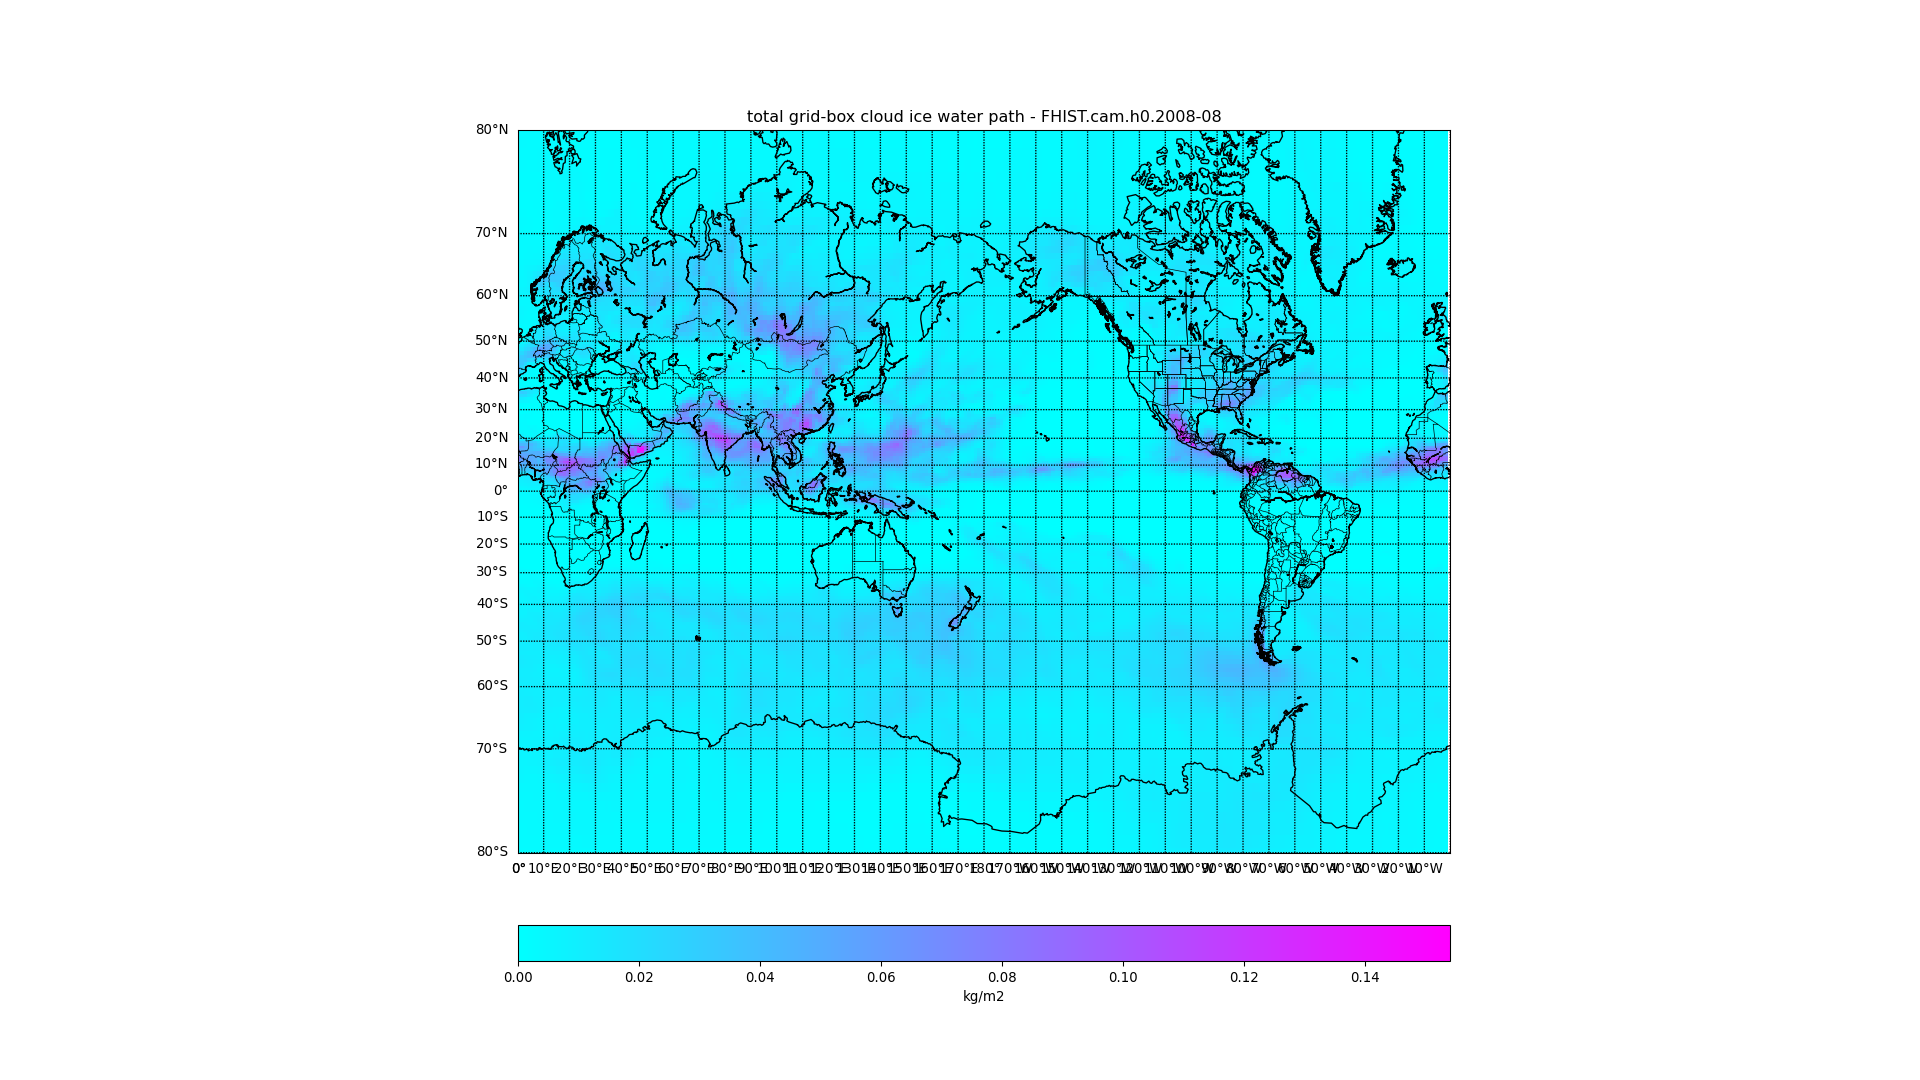 total grid-box cloud ice water path - FHIST.cam.h0.2008-08
80°N
70°N
60°N
50°N
40°N
30°N
20°N
10°N
0°
10°S
20°S
30°S
40°S
50°S
60°S
70°S
80°S
0° 10°E 20°E 30°E 40°E 50°E 60°E 70°E 80°E 90°E 100°E 110°E 120°E 130°E 140°E 150°E 160°E 170°E 180° 170°W 160°W 150°W 140°W 130°W 120°W 110°W 100°W 90°W 80°W 70°W 60°W 50°W 40°W 30°W 20°W 10°W
0.00 0.02 0.04 0.06 0.08 0.10 0.12 0.14
kg/m2